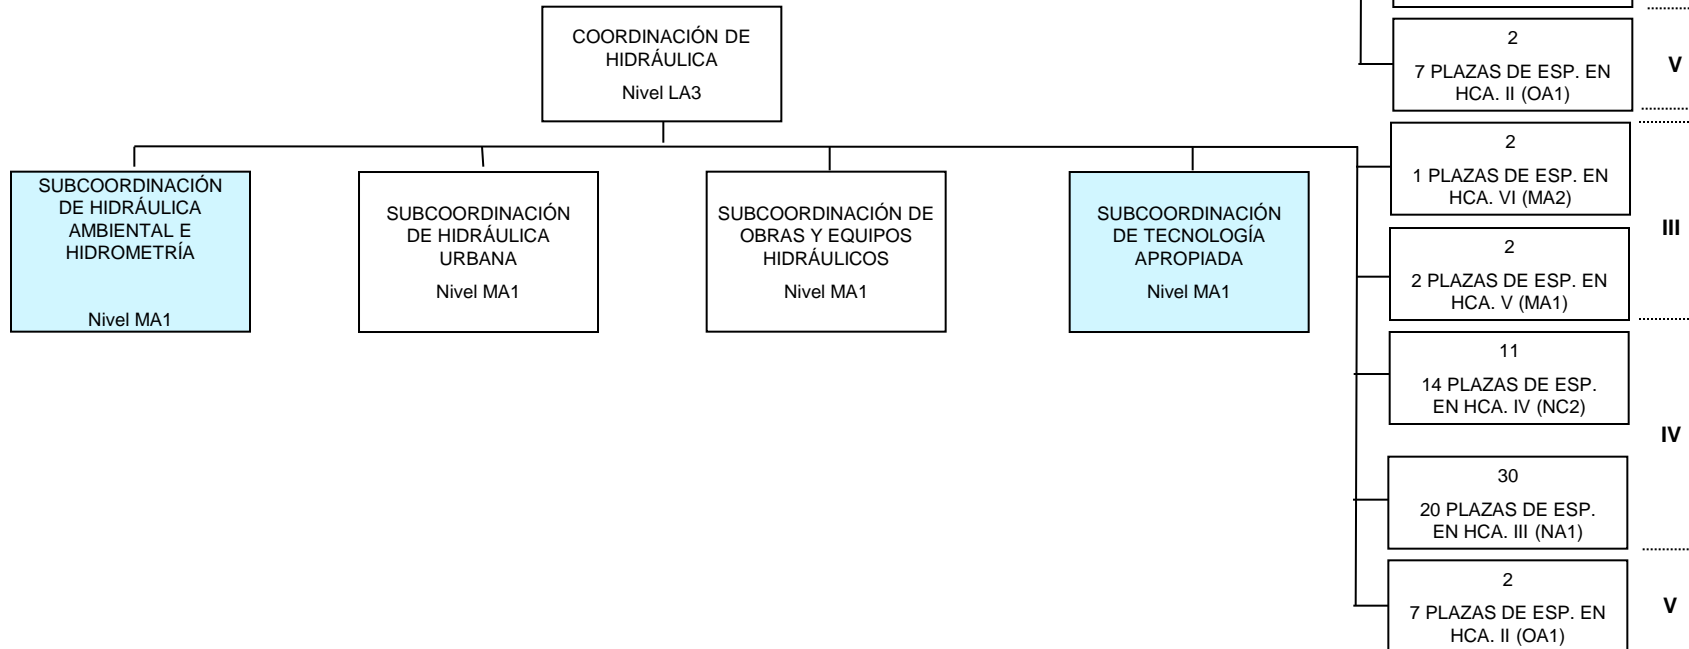 COORDINACIÓN DE
HIDRÁULICA
Nivel LA3
SUBCOORDINACIÓN
DE HIDRÁULICA
AMBIENTAL E
HIDROMETRÍA
Nivel MA1
SUBCOORDINACIÓN
DE HIDRÁULICA
URBANA
Nivel MA1
SUBCOORDINACIÓN DE
OBRAS Y EQUIPOS
HIDRÁULICOS
Nivel MA1
SUBCOORDINACIÓN
DE TECNOLOGÍA
APROPIADA
Nivel MA1
2
7 PLAZAS DE ESP. EN
HCA. II (OA1)
V
2
1 PLAZAS DE ESP. EN
HCA. VI (MA2)
2
2 PLAZAS DE ESP. EN
HCA. V (MA1)
III
11
14 PLAZAS DE ESP.
EN HCA. IV (NC2)
30
20 PLAZAS DE ESP.
EN HCA. III (NA1)
IV
2
7 PLAZAS DE ESP. EN
HCA. II (OA1)
V